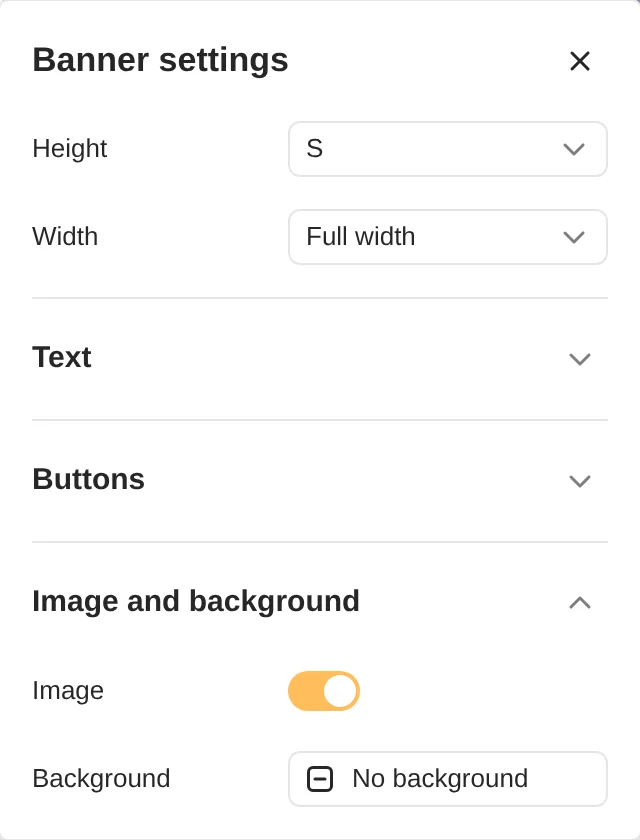 Banner settings
Height
S
Width
Full width
Text
Buttons
Image and background
Image
Background
No background